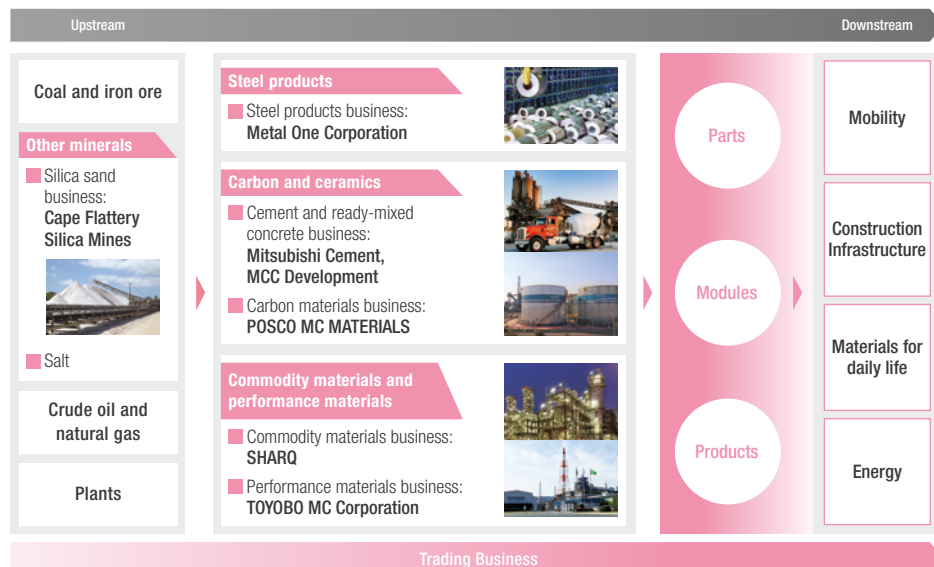 Upstream
Downstream
Coal and iron ore
Other minerals
Silica sand
business:
Cape Flattery
Silica Mines
Salt
Crude oil and
natural gas
Plants
Steel products
Steel products business:
Metal One Corporation
Carbon and ceramics
Cement and ready-mixed
concrete business:
Mitsubishi Cement,
MCC Development
Carbon materials business:
POSCO MC MATERIALS
Commodity materials and
performance materials
Commodity materials business:
SHARQ
Performance materials business:
TOYOBO MC Corporation
Parts
Modules
Products
Mobility
Construction
Infrastructure
Materials for
daily life
Energy
Trading Business